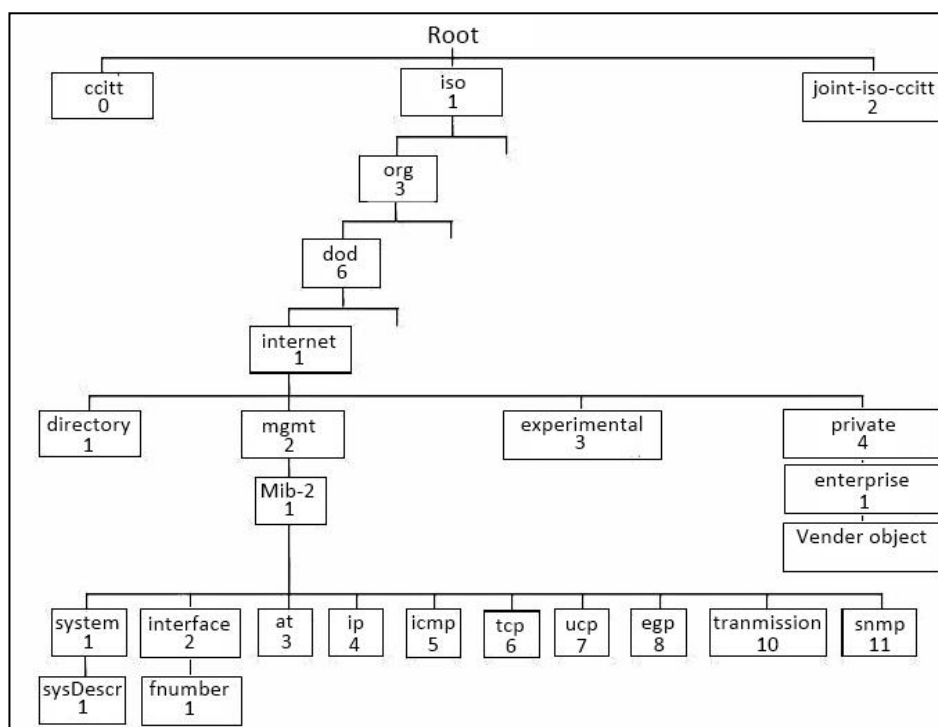 Root
ccitt
0
iso
1
joint-iso-ccitt
2
org
3
dod
6
internet
1
directory
1
mgmt
2
experimental
3
private
4
Mib-2
1
enterprise
1
Vender object
system
1
interface
2
at
3
ip
4
icmp
5
tcp
6
ucp
7
egp
8
tranmission
10
snmp
11
sysDescr
1
fnumber
1